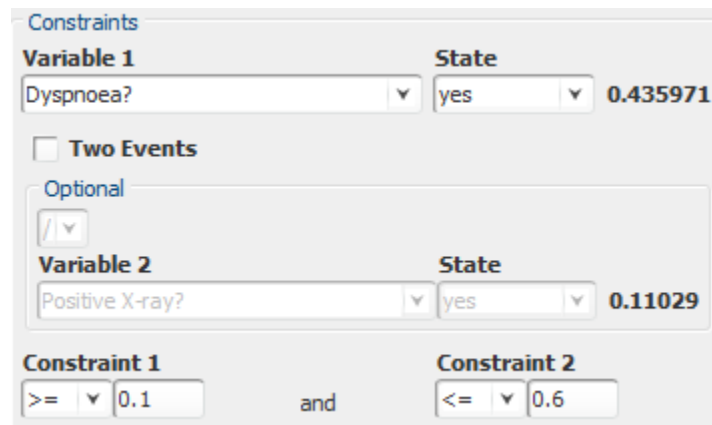 Constraints
Variable 1 State
Dyspnoea? yes 0.435971
Two Events
Optional
/
Variable 2 State
Positive X-ray? yes 0.11029
Constraint 1 Constraint 2
>= 0.1 and <= 0.6